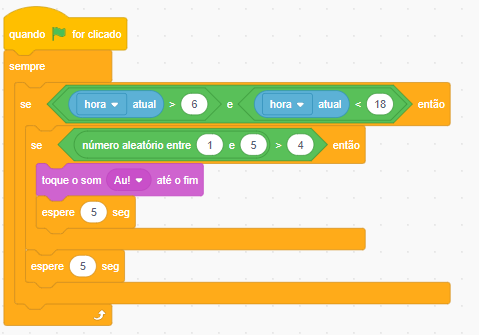 quando for clicado
sempre
se hora atual > 6 e hora atual < 18 então
se número aleatório entre 1 e 5 > 4 então
toque o som Au! até o fim
espere 5 seg
espere 5 seg